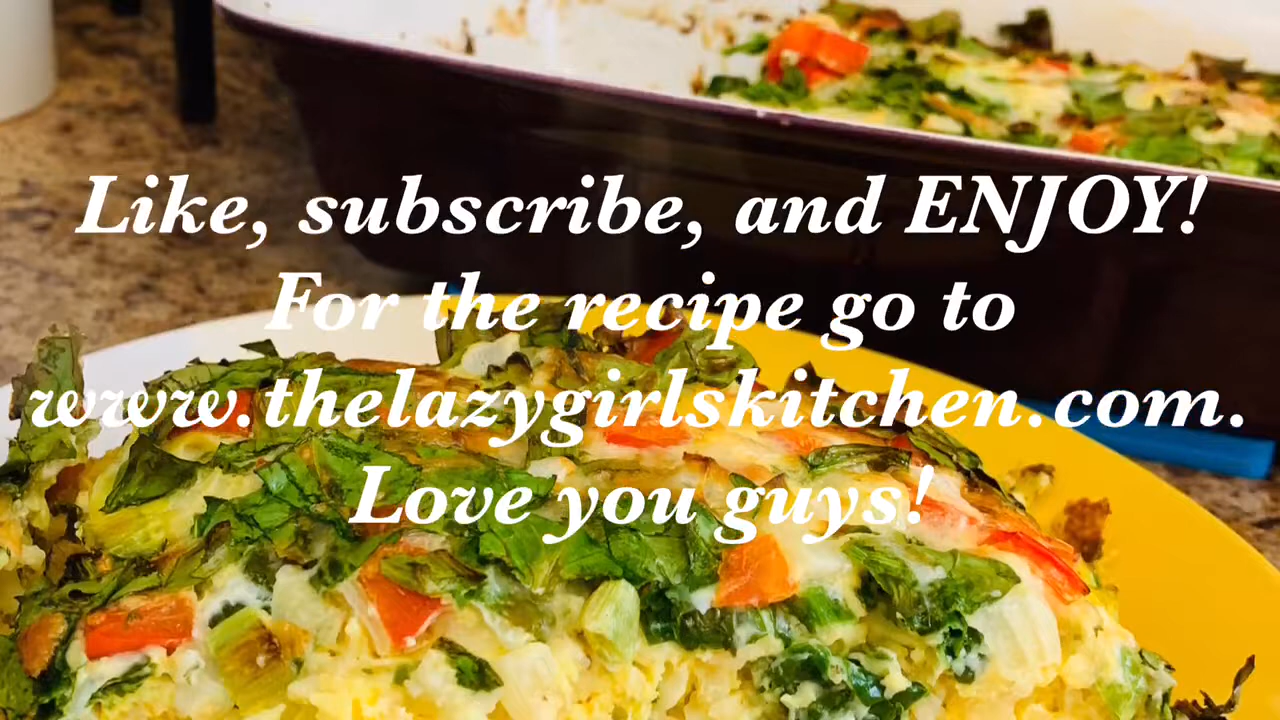 Like, subscribe, and ENJOY!
For the recipe go to
www.thelazygirlskitchen.com.
Love you guys!